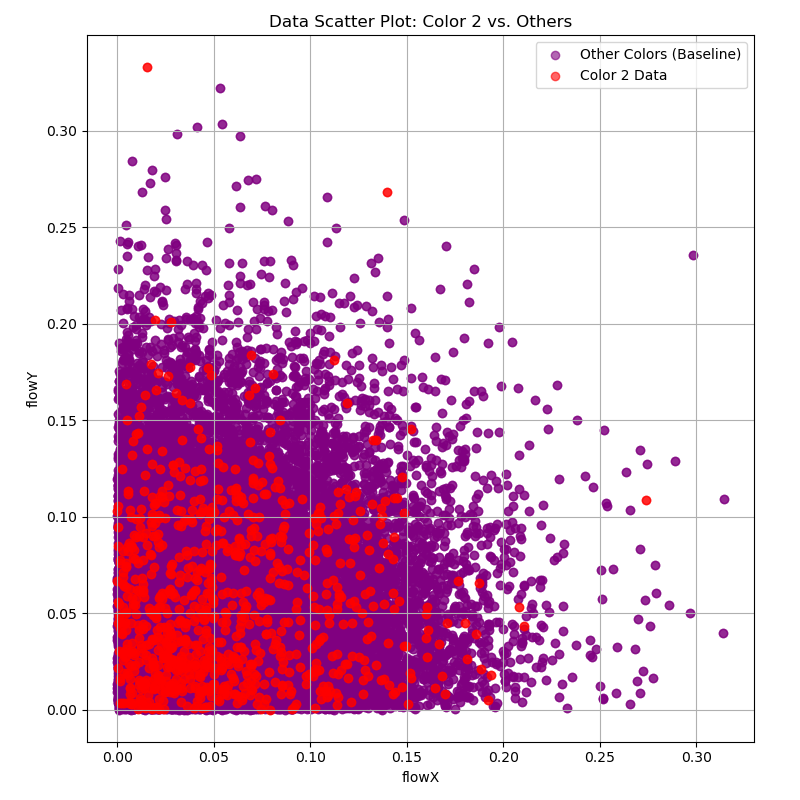 Data Scatter Plot: Color 2 vs. Others
Other Colors (Baseline)
Color 2 Data
flowY
0.30
0.25
0.20
0.15
0.10
0.05
0.00
0.00 0.05 0.10 0.15 0.20 0.25 0.30
flowX